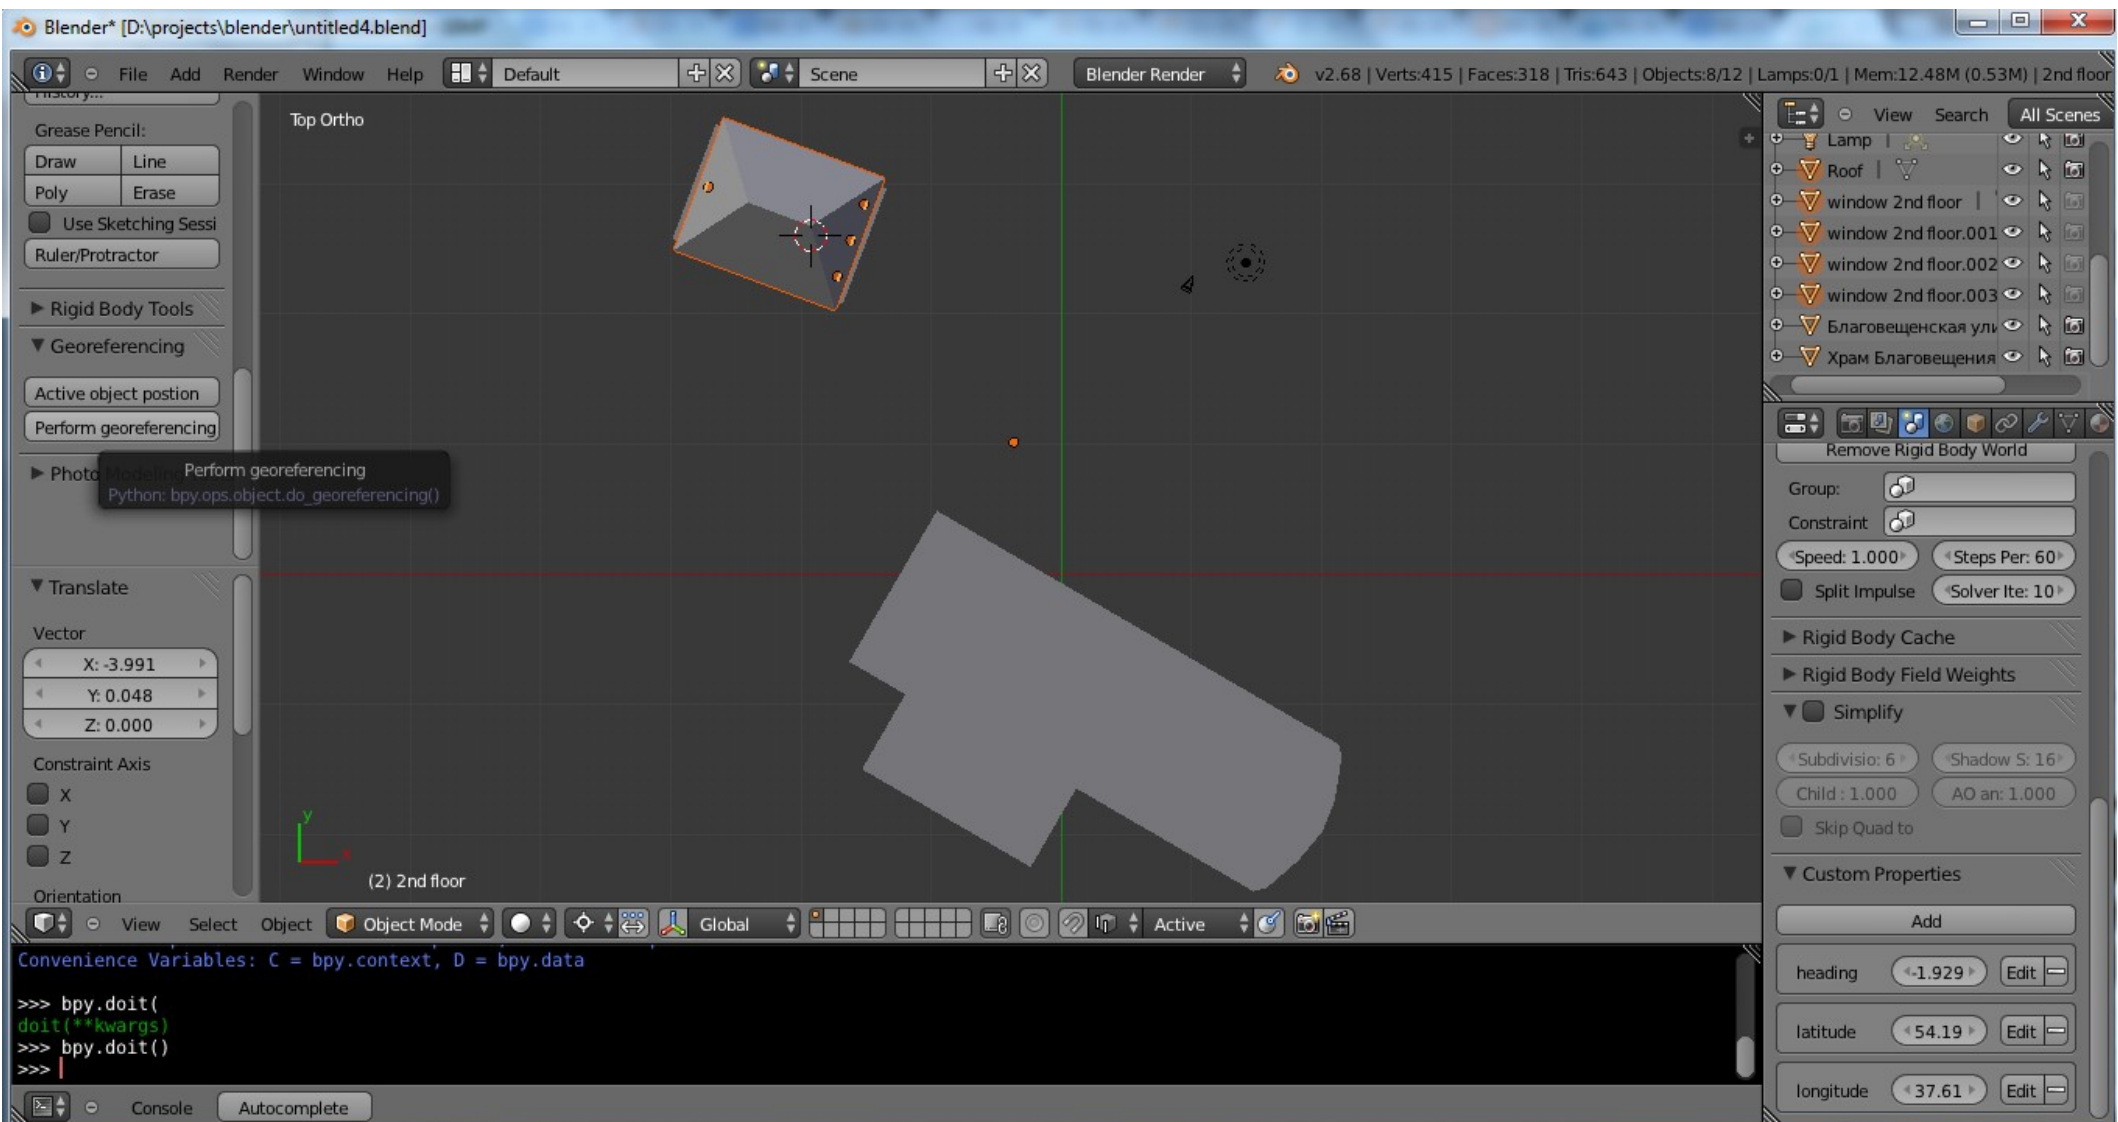 Blender* [D:\projects\blender\untitled4.blend]
File Add Render Window Help Default Scene Blender Render v2.68 | Verts:415 | Faces:318 | Tris:643 | Objects:8/12 | Lamps:0/1 | Mem:12.48M (0.53M) | 2nd floor
History...
Grease Pencil:
Draw Line
Poly Erase
Use Sketching Sessi
Ruler/Protractor
Rigid Body Tools
Georeferencing
Active object postion
Perform georeferencing
Photo
Perform georeferencing
Python: bpy.ops.object.do_georeferencing()
Translate
Vector
X: -3.991
Y: 0.048
Z: 0.000
Constraint Axis
X
Y
Z
Orientation
Top Ortho
y
x
(2) 2nd floor
View Select Object Object Mode Global Active
Convenience Variables: C = bpy.context, D = bpy.data
>>> bpy.doit(
doit(**kwargs)
>>> bpy.doit()
>>>
Console Autocomplete
View Search All Scenes
Lamp
Roof
window 2nd floor
window 2nd floor.001
window 2nd floor.002
window 2nd floor.003
Благовещенская ули
Храм Благовещения
Remove Rigid Body World
Group:
Constraint
Speed: 1.000 Steps Per: 60
Split Impulse Solver Ite: 10
Rigid Body Cache
Rigid Body Field Weights
Simplify
Subdivisio: 6 Shadow S: 16
Child : 1.000 AO an: 1.000
Skip Quad to
Custom Properties
Add
heading -1.929 Edit
latitude 54.19 Edit
longitude 37.61 Edit